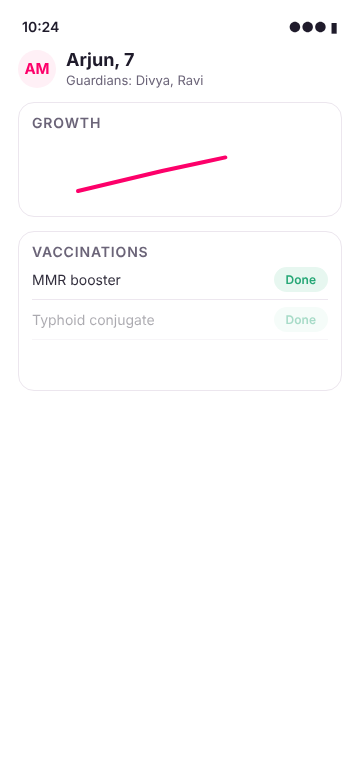 10:24
AM
Arjun, 7
Guardians: Divya, Ravi
GROWTH
VACCINATIONS
MMR booster Done
Typhoid conjugate Done